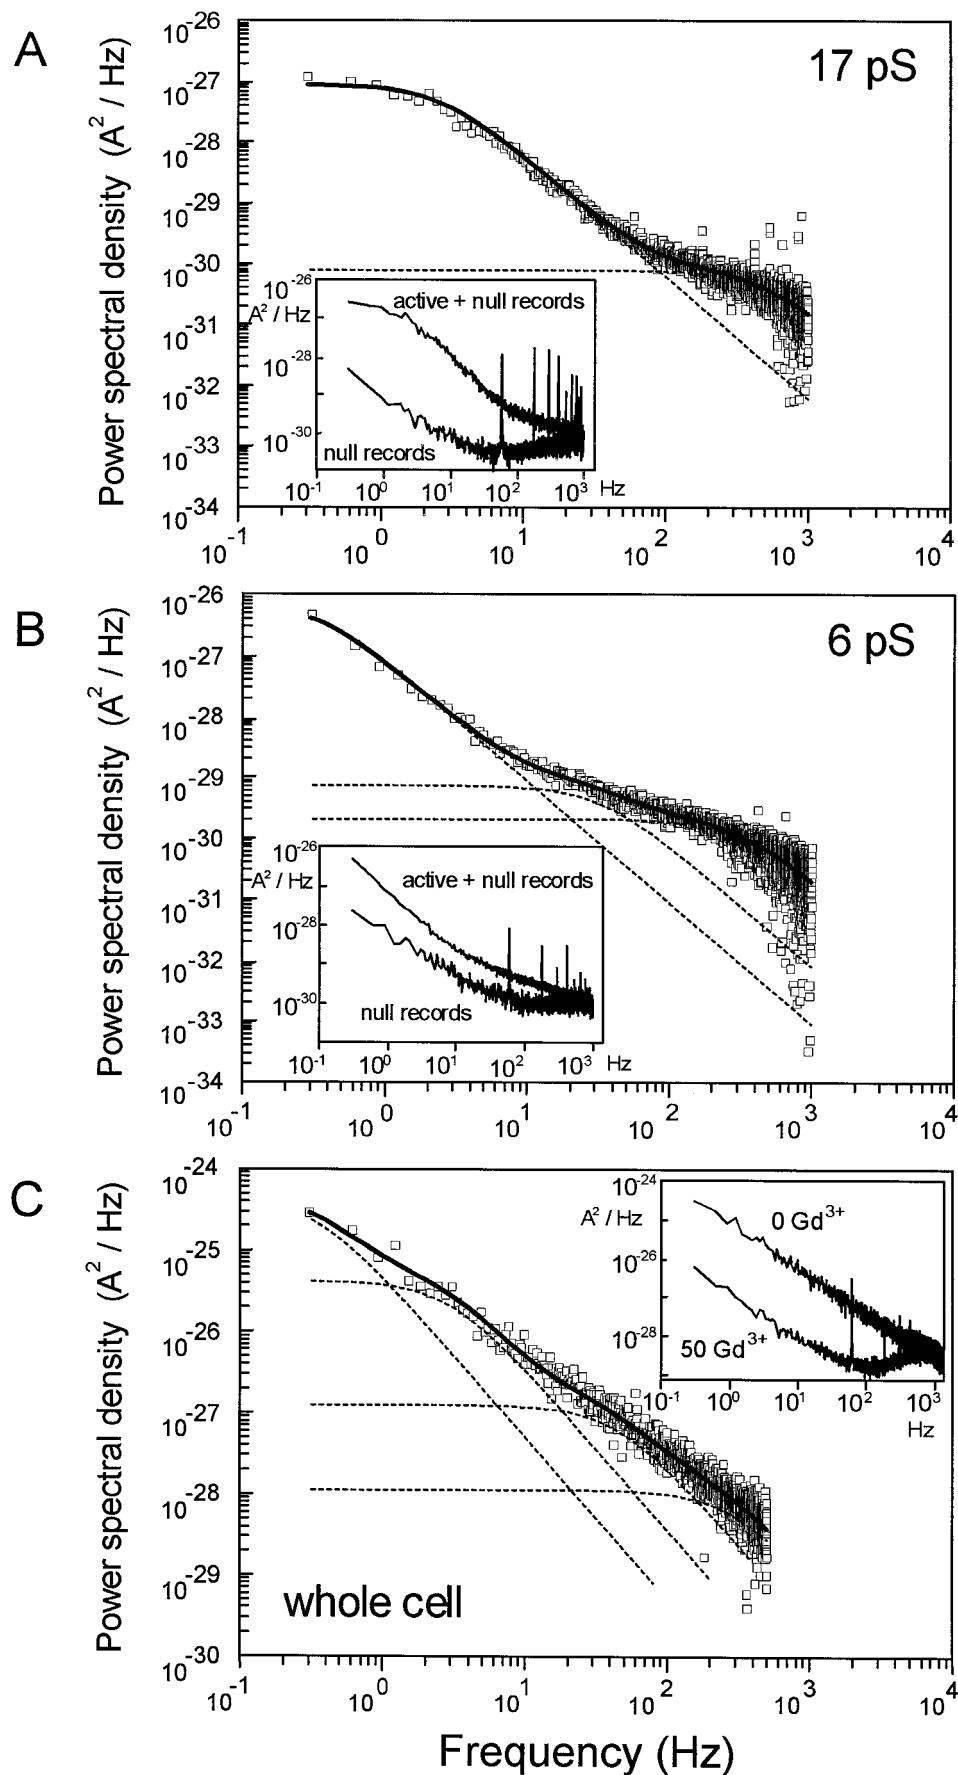 A
17 pS
Power spectral density (A² / Hz)
10⁻²⁶
10⁻²⁷
10⁻²⁸
10⁻²⁹
10⁻³⁰
10⁻³¹
10⁻³²
10⁻³³
10⁻³⁴
10⁻²⁶
A² / Hz
10⁻²⁸
10⁻³⁰
active + null records
null records
10⁻¹ 10⁰ 10¹ 10² 10³ Hz
10⁻¹ 10⁰ 10¹ 10² 10³ 10⁴
B
6 pS
Power spectral density (A² / Hz)
10⁻²⁶
10⁻²⁷
10⁻²⁸
10⁻²⁹
10⁻³⁰
10⁻³¹
10⁻³²
10⁻³³
10⁻³⁴
10⁻²⁶
A² / Hz
10⁻²⁸
10⁻³⁰
active + null records
null records
10⁻¹ 10⁰ 10¹ 10² 10³ Hz
10⁻¹ 10⁰ 10¹ 10² 10³ 10⁴
C
Power spectral density (A² / Hz)
10⁻²⁴
10⁻²⁵
10⁻²⁶
10⁻²⁷
10⁻²⁸
10⁻²⁹
10⁻³⁰
10⁻²⁴
A² / Hz
10⁻²⁶
10⁻²⁸
0 Gd³⁺
50 Gd³⁺
10⁻¹ 10⁰ 10¹ 10² 10³
Hz
whole cell
10⁻¹ 10⁰ 10¹ 10² 10³ 10⁴
Frequency (Hz)